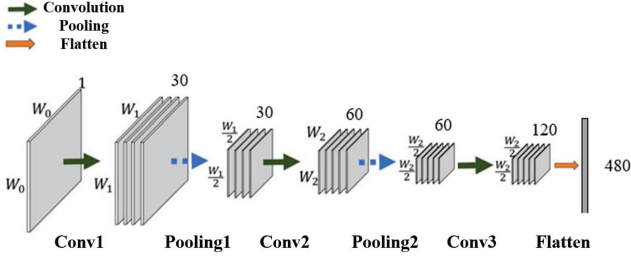 Convolution
Pooling
Flatten
W₀ 1
W₀
W₁ 30
W₁
W₁/2 30
W₁/2
W₂ 60
W₂
W₂/2 60
W₂/2
W₂/2 120
W₂/2
480
Conv1 Pooling1 Conv2 Pooling2 Conv3 Flatten